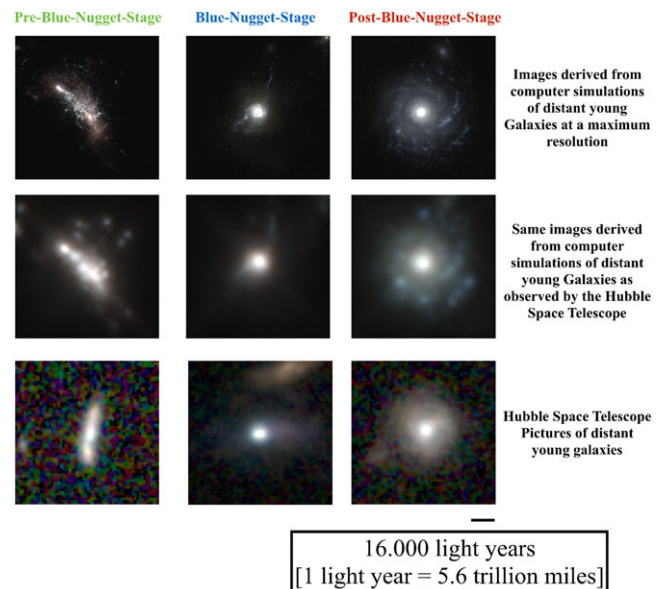 Pre-Blue-Nugget-Stage
Blue-Nugget-Stage
Post-Blue-Nugget-Stage
Images derived from
computer simulations
of distant young
Galaxies at a maximum
resolution
Same images derived
from computer
simulations of distant
young Galaxies as
observed by the Hubble
Space Telescope
Hubble Space Telescope
Pictures of distant
young galaxies
16.000 light years
[1 light year = 5.6 trillion miles]